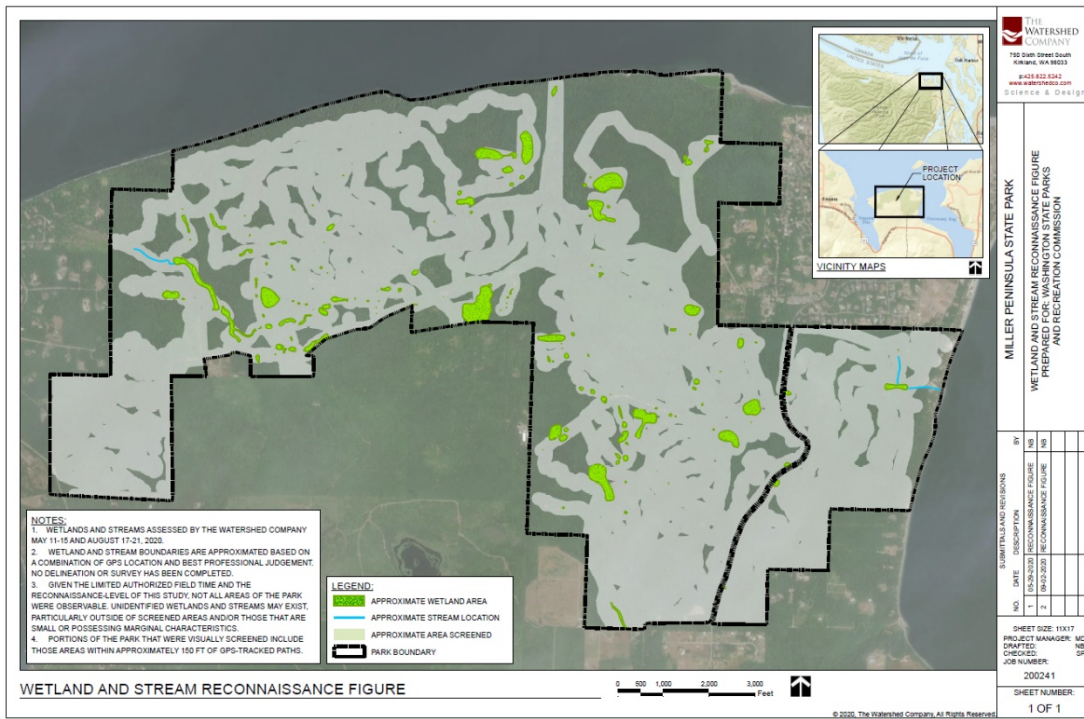 THE
WATERSHED
COMPANY
750 Sixth Street South
Kirkland, WA 98033
p 425.822.5242
www.watershedco.com
Science & Design
MILLER PENINSULA STATE PARK
WETLAND AND STREAM RECONNAISSANCE FIGURE
PREPARED FOR: WASHINGTON STATE PARKS
AND RECREATION COMMISSION
SUBMITTALS AND REVISIONS
NO. DATE DESCRIPTION BY
1 05-29-2020 RECONNAISSANCE FIGURE NB
2 09-02-2020 RECONNAISSANCE FIGURE NB
SHEET SIZE: 11X17
PROJECT MANAGER:
DRAFTED: NB
CHECKED:
JOB NUMBER:
200241
SHEET NUMBER:
1 OF 1
CANADA
UNITED STATES
Oak Harbor
PROJECT
LOCATION
VICINITY MAPS
NOTES:
1. WETLANDS AND STREAMS ASSESSED BY THE WATERSHED COMPANY
MAY 11-15 AND AUGUST 17-21, 2020.
2. WETLAND AND STREAM BOUNDARIES ARE APPROXIMATED BASED ON
A COMBINATION OF GPS LOCATION AND BEST PROFESSIONAL JUDGEMENT.
NO DELINEATION OR SURVEY HAS BEEN COMPLETED.
3. GIVEN THE LIMITED AUTHORIZED FIELD TIME AND THE
RECONNAISSANCE-LEVEL OF THIS STUDY, NOT ALL AREAS OF THE PARK
WERE OBSERVABLE. UNIDENTIFIED WETLANDS AND STREAMS MAY EXIST,
PARTICULARLY OUTSIDE OF SCREENED AREAS AND/OR THOSE THAT ARE
SMALL OR POSSESSING MARGINAL CHARACTERISTICS.
4. PORTIONS OF THE PARK THAT WERE VISUALLY SCREENED INCLUDE
THOSE AREAS WITHIN APPROXIMATELY 150 FT OF GPS-TRACKED PATHS.
LEGEND:
APPROXIMATE WETLAND AREA
APPROXIMATE STREAM LOCATION
APPROXIMATE AREA SCREENED
PARK BOUNDARY
WETLAND AND STREAM RECONNAISSANCE FIGURE
0 500 1,000 2,000 3,000
Feet
© 2020, The Watershed Company, All Rights Reserved